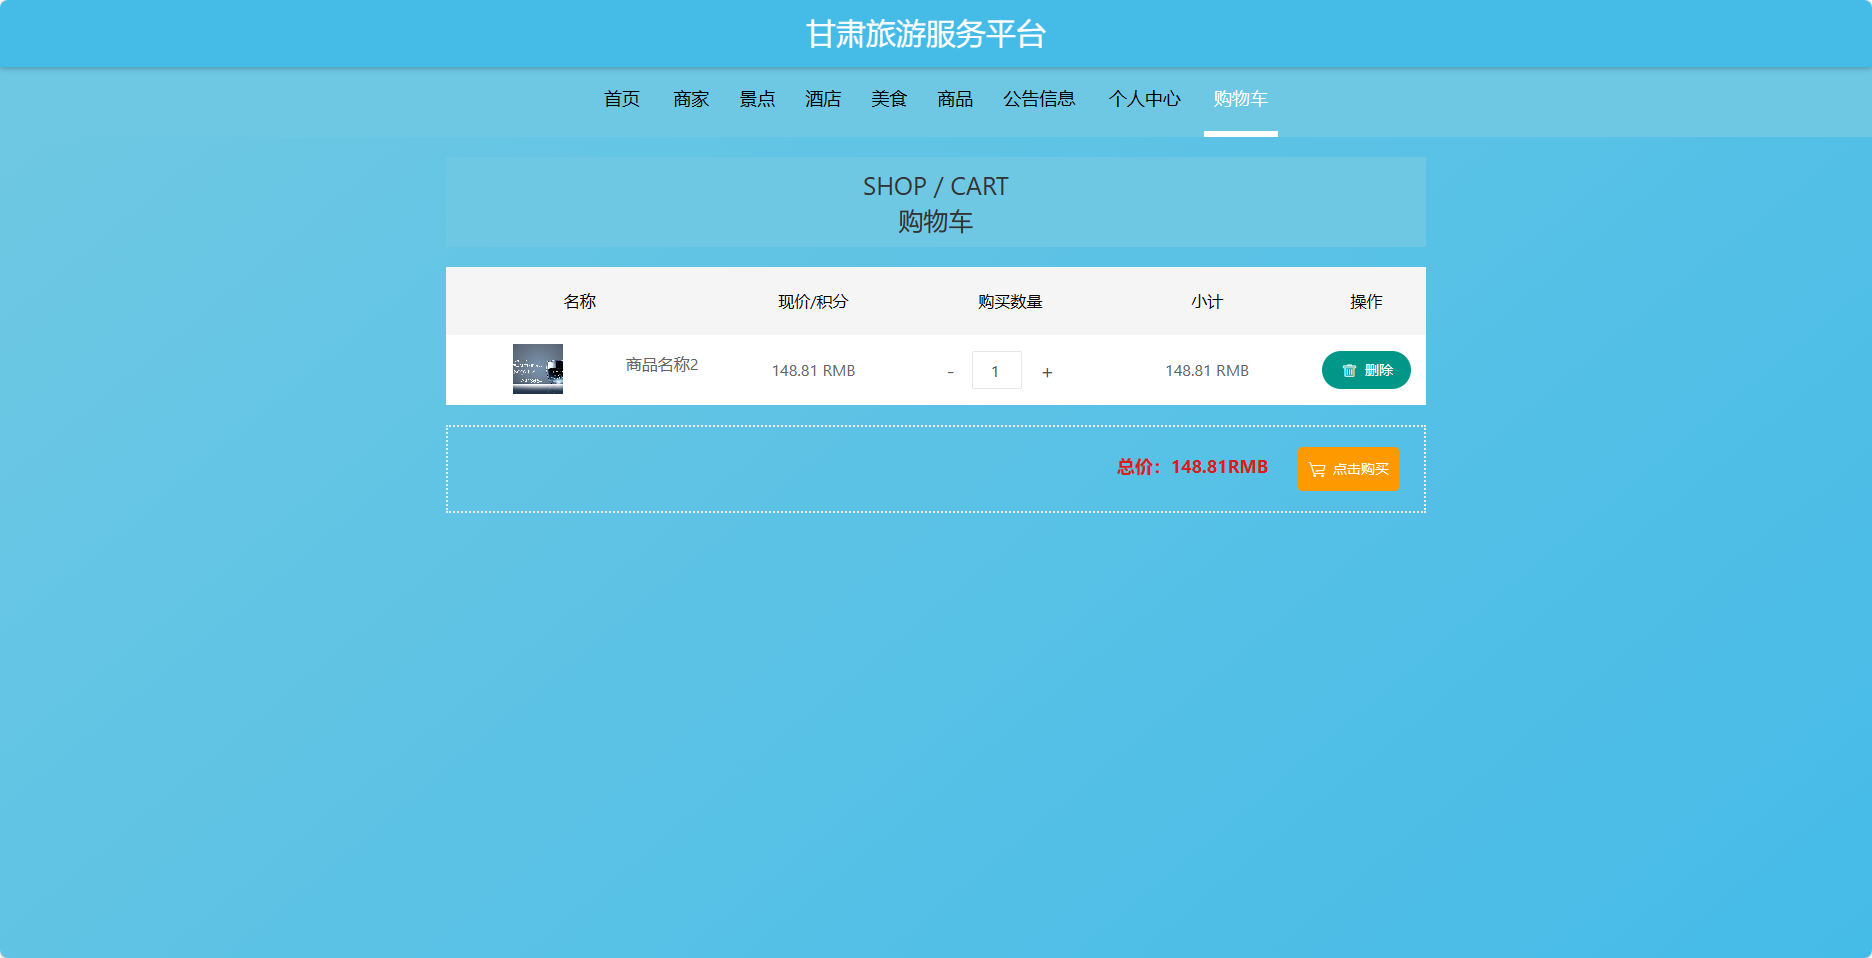 甘肃旅游服务平台
首页 商家 景点 酒店 美食 商品 公告信息 个人中心 购物车
SHOP / CART
购物车
名称 现价/积分 购买数量 小计 操作
商品名称2 148.81 RMB - 1 + 148.81 RMB 删除
总价：148.81RMB 点击购买